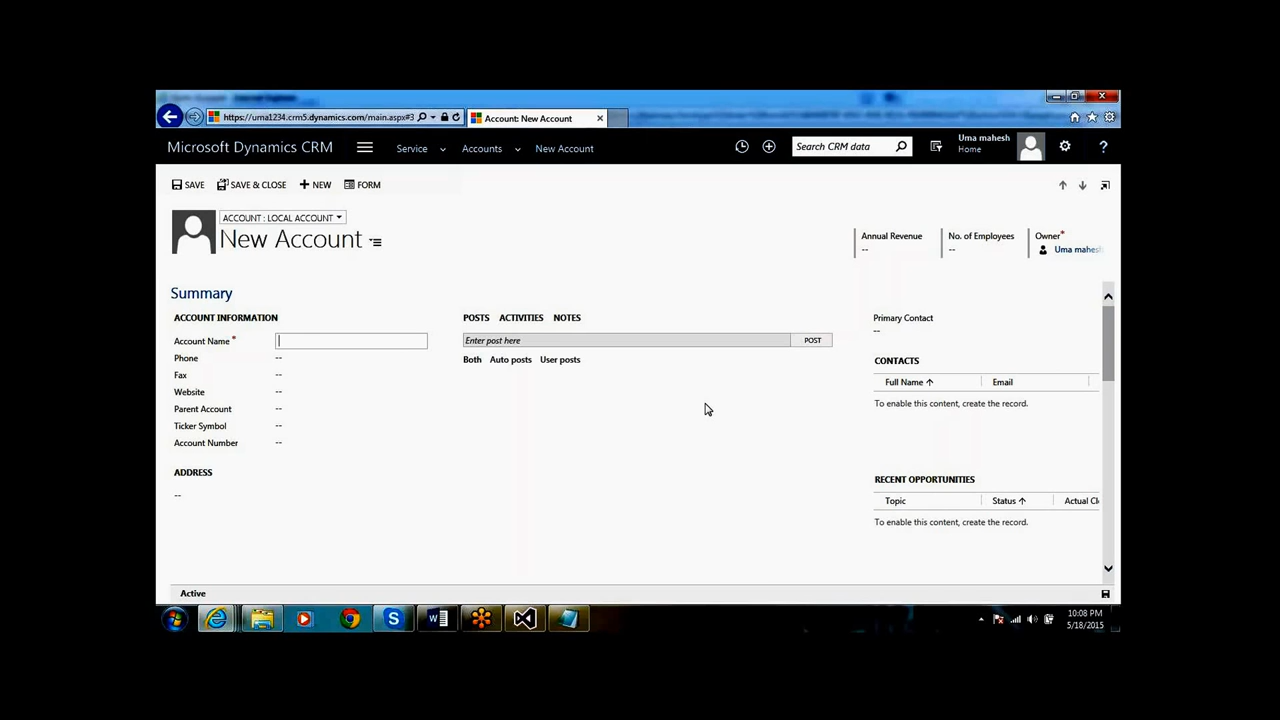 https://uma1234.crm5.dynamics.com/main.aspx#3
Account: New Account
Microsoft Dynamics CRM
Service
Accounts
New Account
Search CRM data
Uma mahesh
Home
?
SAVE
SAVE & CLOSE
+ NEW
FORM
ACCOUNT : LOCAL ACCOUNT
New Account
Annual Revenue
--
No. of Employees
--
Owner*
Uma mahes
Summary
ACCOUNT INFORMATION
Account Name *
Phone --
Fax --
Website --
Parent Account --
Ticker Symbol --
Account Number --
ADDRESS
--
POSTS ACTIVITIES NOTES
Enter post here
POST
Both Auto posts User posts
Primary Contact
--
CONTACTS
Full Name Email
To enable this content, create the record.
RECENT OPPORTUNITIES
Topic Status Actual Cl
To enable this content, create the record.
Active
10:08 PM
5/18/2015